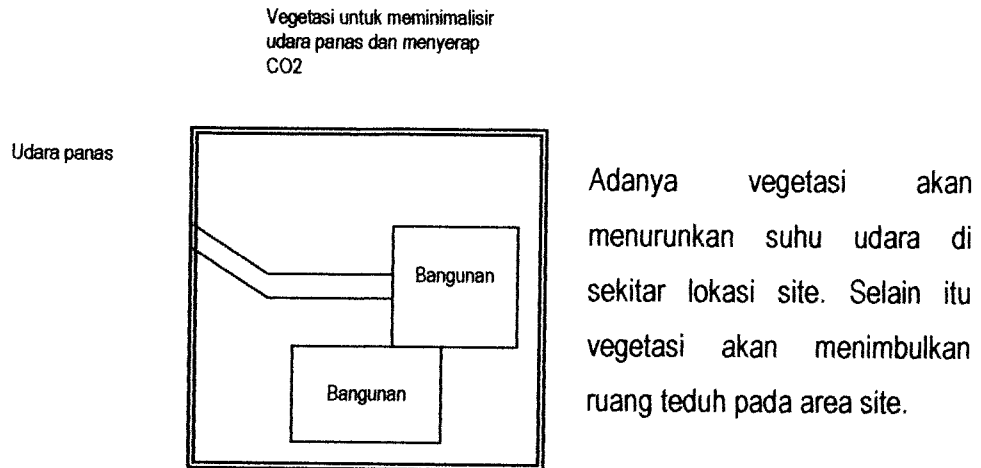 Vegetasi untuk meminimalisir
udara panas dan menyerap
CO2
Udara panas
Bangunan
Bangunan
Adanya vegetasi akan
menurunkan suhu udara di
sekitar lokasi site. Selain itu
vegetasi akan menimbulkan
ruang teduh pada area site.